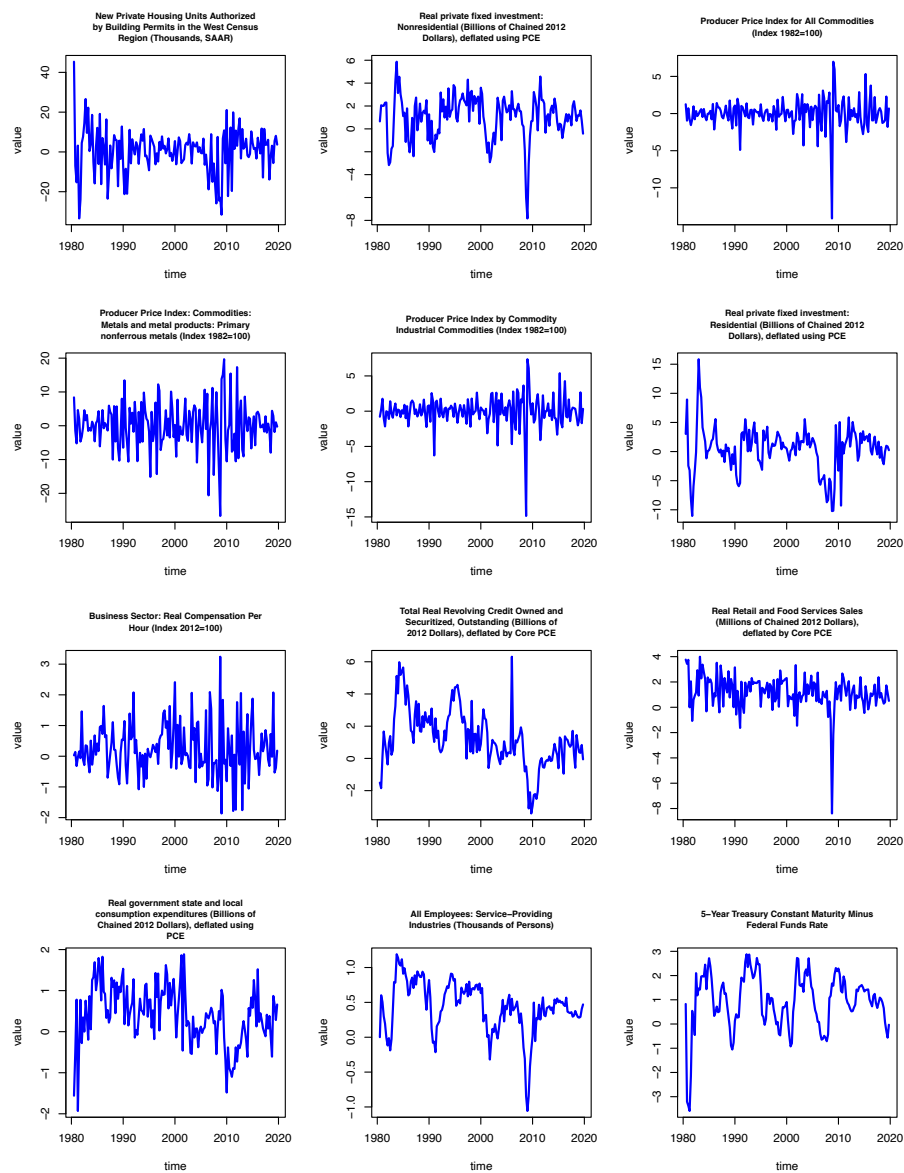 New Private Housing Units Authorized
by Building Permits in the West Census
Region (Thousands, SAAR)
value
−20
0
20
40
1980
1990
2000
2010
2020
time
Real private fixed investment:
Nonresidential (Billions of Chained 2012
Dollars), deflated using PCE
value
−8
−4
0
2
4
6
1980
1990
2000
2010
2020
time
Producer Price Index for All Commodities
(Index 1982=100)
value
−10
−5
0
5
1980
1990
2000
2010
2020
time
Producer Price Index: Commodities:
Metals and metal products: Primary
nonferrous metals (Index 1982=100)
value
−20
−10
0
10
20
1980
1990
2000
2010
2020
time
Producer Price Index by Commodity
Industrial Commodities (Index 1982=100)
value
−15
−10
−5
0
5
1980
1990
2000
2010
2020
time
Real private fixed investment:
Residential (Billions of Chained 2012
Dollars), deflated using PCE
value
−10
−5
0
5
10
15
1980
1990
2000
2010
2020
time
Business Sector: Real Compensation Per
Hour (Index 2012=100)
value
−2
−1
0
1
2
3
1980
1990
2000
2010
2020
time
Total Real Revolving Credit Owned and
Securitized, Outstanding (Billions of
2012 Dollars), deflated by Core PCE
value
−2
0
2
4
6
1980
1990
2000
2010
2020
time
Real Retail and Food Services Sales
(Millions of Chained 2012 Dollars),
deflated by Core PCE
value
−8
−6
−4
−2
0
2
4
1980
1990
2000
2010
2020
time
Real government state and local
consumption expenditures (Billions of
Chained 2012 Dollars), deflated using
PCE
value
−2
−1
0
1
2
1980
1990
2000
2010
2020
time
All Employees: Service−Providing
Industries (Thousands of Persons)
value
−1.0
−0.5
0.0
0.5
1.0
1980
1990
2000
2010
2020
time
5−Year Treasury Constant Maturity Minus
Federal Funds Rate
value
−3
−2
−1
0
1
2
3
1980
1990
2000
2010
2020
time